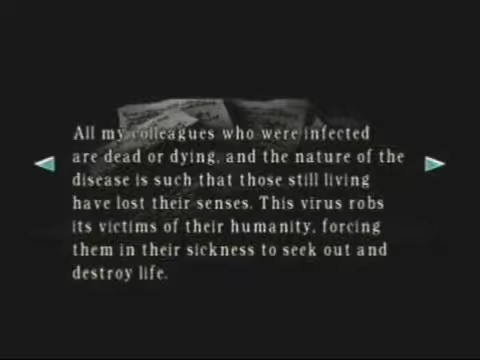 All my colleagues who were infected
are dead or dying, and the nature of the
disease is such that those still living
have lost their senses. This virus robs
its victims of their humanity, forcing
them in their sickness to seek out and
destroy life.